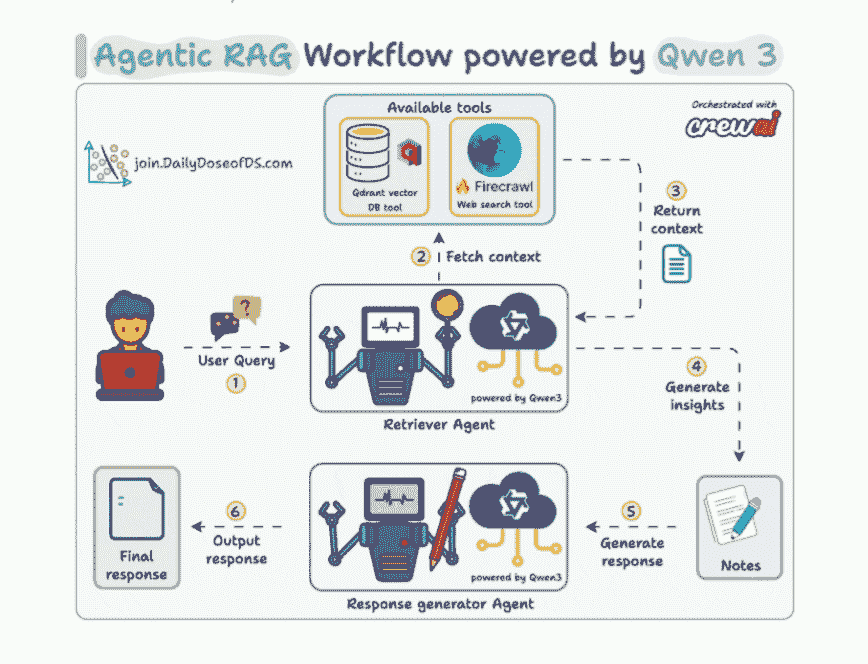 Agentic RAG Workflow powered by Qwen 3
Available tools
Orchestrated with
crewai
join.DailyDoseofDS.com
Qdrant vector
DB tool
Firecrawl
Web search tool
3
Return
context
2 Fetch context
User Query
1
powered by Qwen3
Retriever Agent
4
Generate
insights
6
Output
response
Final
response
powered by Qwen3
Response generator Agent
5
Generate
response
Notes